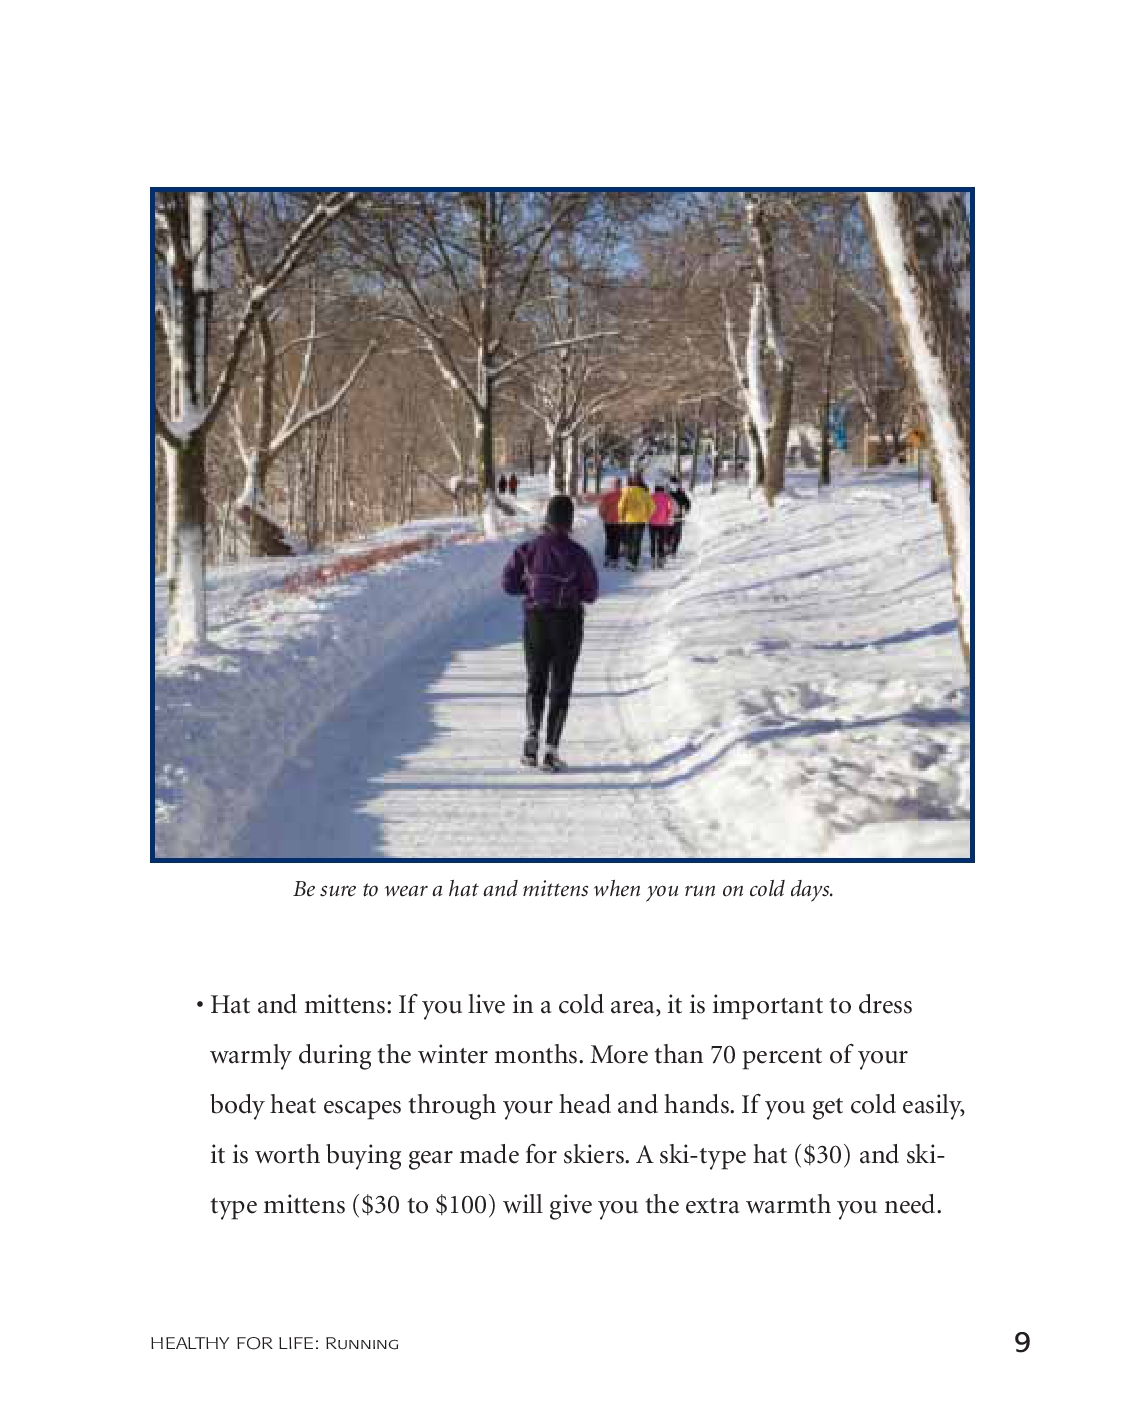 Be sure to wear a hat and mittens when you run on cold days.
• Hat and mittens: If you live in a cold area, it is important to dress
warmly during the winter months. More than 70 percent of your
body heat escapes through your head and hands. If you get cold easily,
it is worth buying gear made for skiers. A ski-type hat ($30) and ski-
type mittens ($30 to $100) will give you the extra warmth you need.
HEALTHY FOR LIFE: Running 9